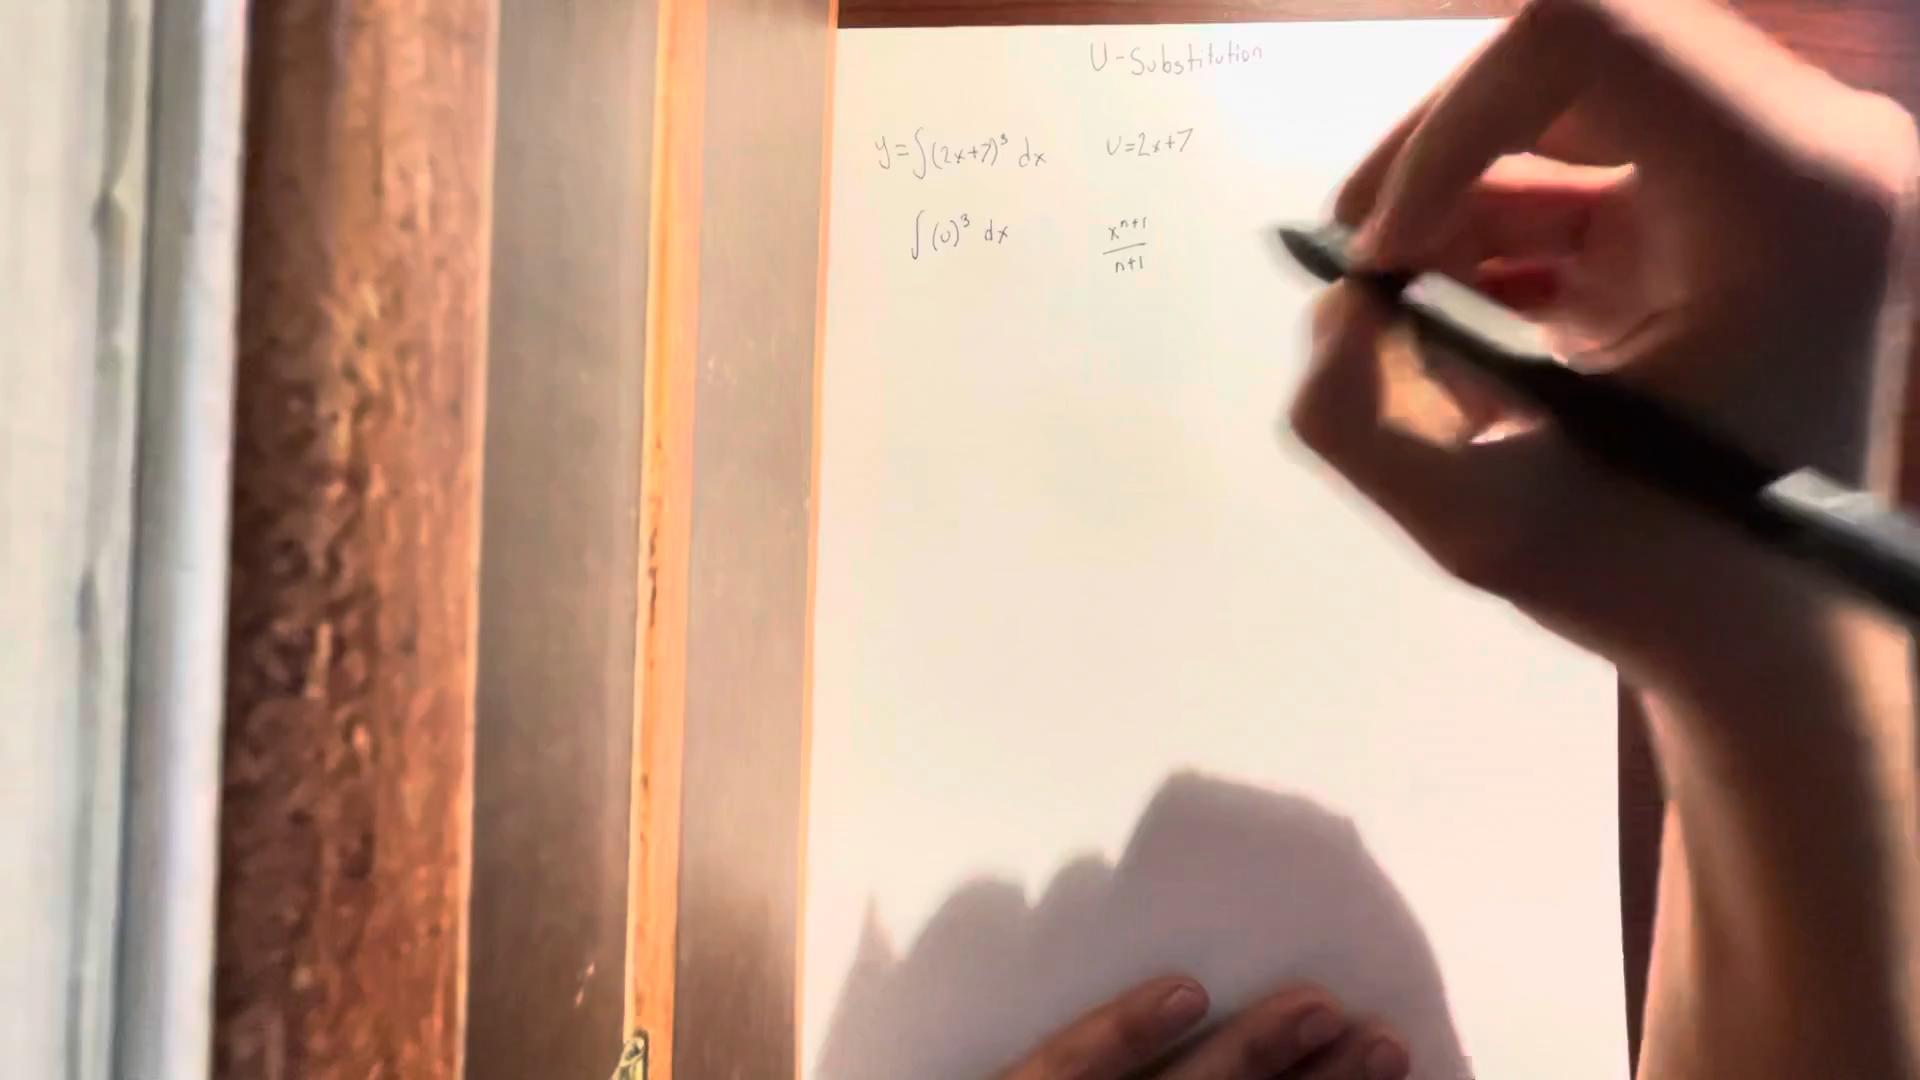 U-Substitution
y=∫(2x+7)³ dx U=2x+7
∫(U)³ dx xⁿ⁺¹
n+1